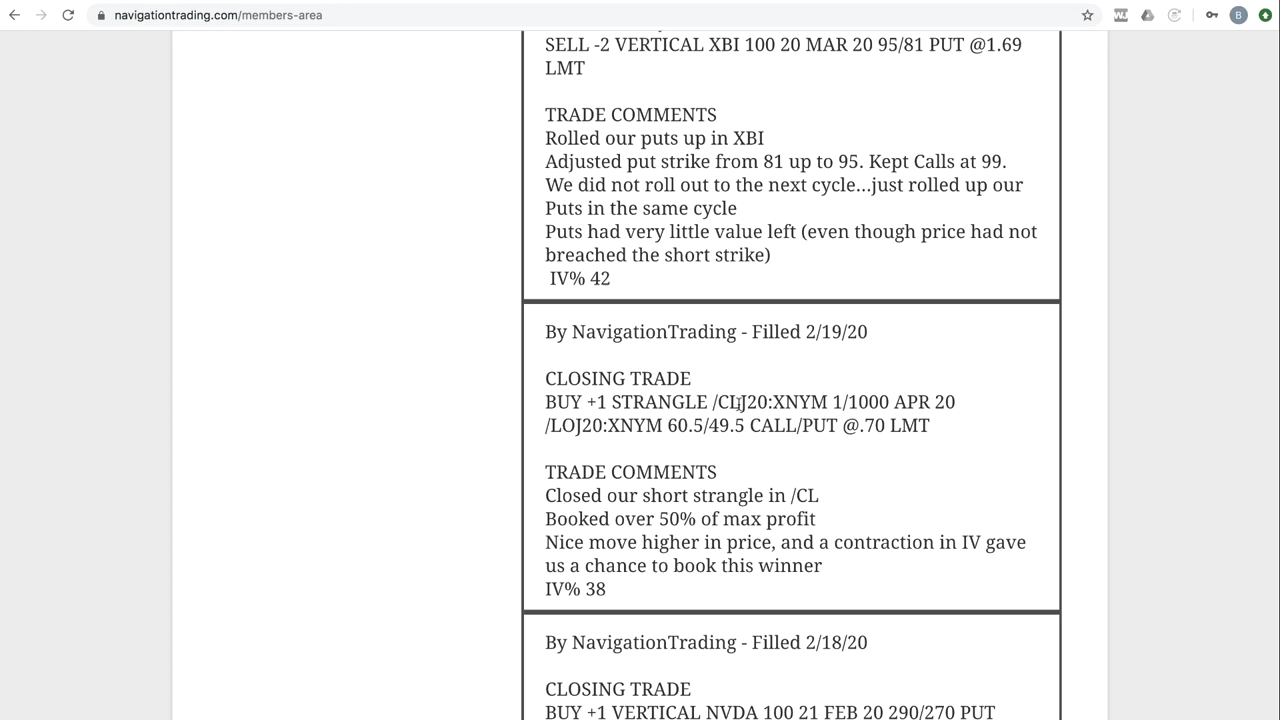 navigationtrading.com/members-area
SELL -2 VERTICAL XBI 100 20 MAR 20 95/81 PUT @1.69
LMT
TRADE COMMENTS
Rolled our puts up in XBI
Adjusted put strike from 81 up to 95. Kept Calls at 99.
We did not roll out to the next cycle...just rolled up our
Puts in the same cycle
Puts had very little value left (even though price had not
breached the short strike)
IV% 42
By NavigationTrading - Filled 2/19/20
CLOSING TRADE
BUY +1 STRANGLE /CLJ20:XNYM 1/1000 APR 20
/LOJ20:XNYM 60.5/49.5 CALL/PUT @.70 LMT
TRADE COMMENTS
Closed our short strangle in /CL
Booked over 50% of max profit
Nice move higher in price, and a contraction in IV gave
us a chance to book this winner
IV% 38
By NavigationTrading - Filled 2/18/20
CLOSING TRADE
BUY +1 VERTICAL NVDA 100 21 FEB 20 290/270 PUT